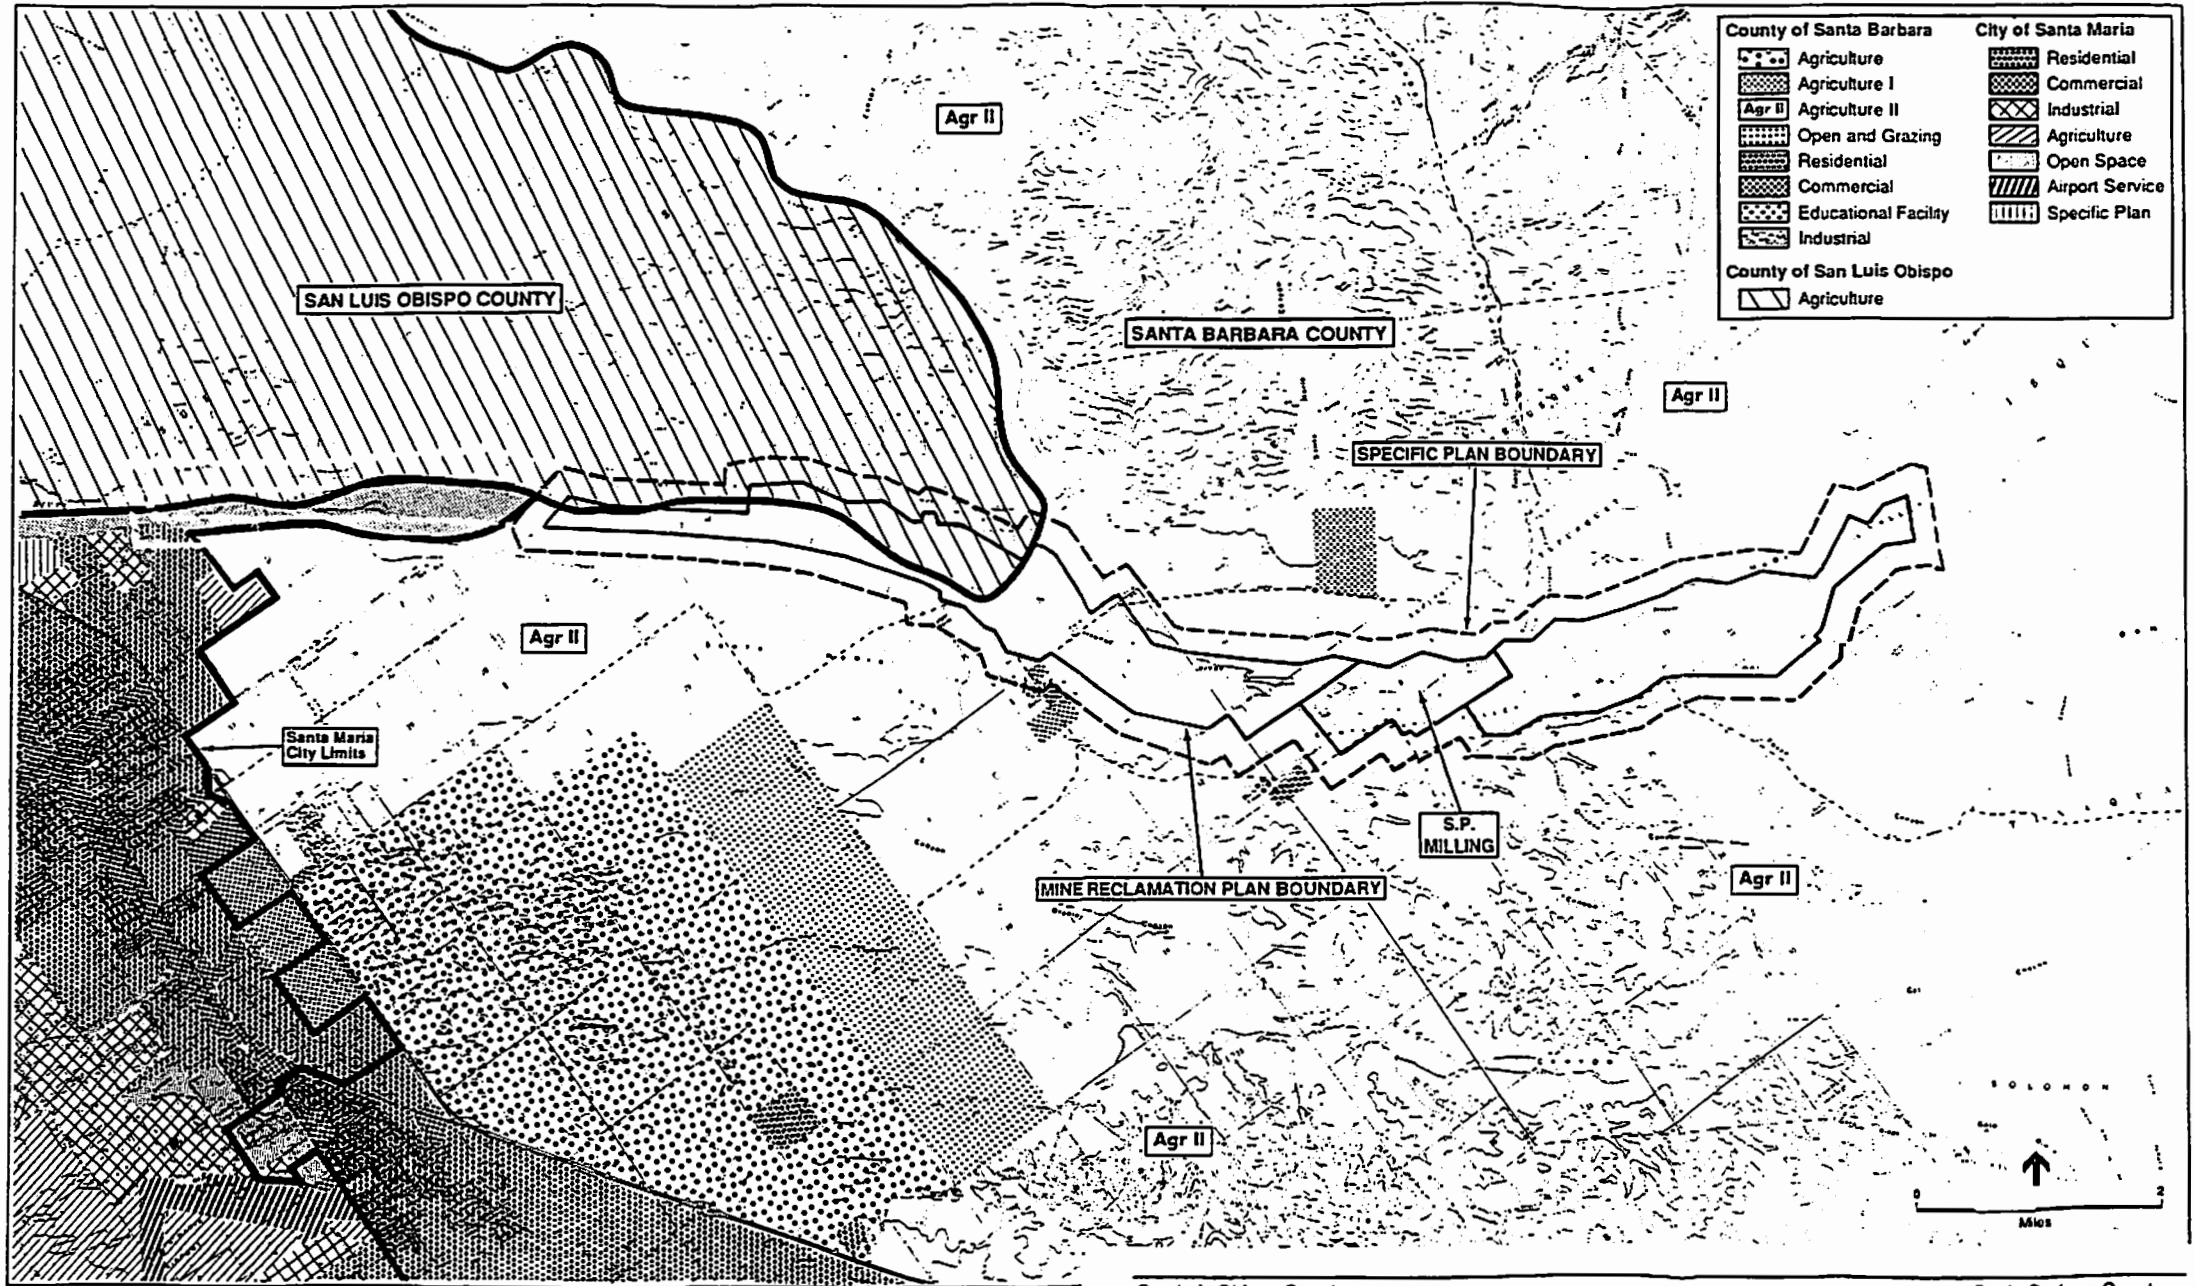 County of Santa Barbara
Agriculture
Agriculture I
Agr II Agriculture II
Open and Grazing
Residential
Commercial
Educational Facility
Industrial
County of San Luis Obispo
Agriculture
City of Santa Maria
Residential
Commercial
Industrial
Agriculture
Open Space
Airport Service
Specific Plan
Agr II
SAN LUIS OBISPO COUNTY
SANTA BARBARA COUNTY
Agr II
SPECIFIC PLAN BOUNDARY
Agr II
Santa Maria
City Limits
S.P.
MILLING
MINE RECLAMATION PLAN BOUNDARY
Agr II
Agr II
SOLOMON
0 2
Miles